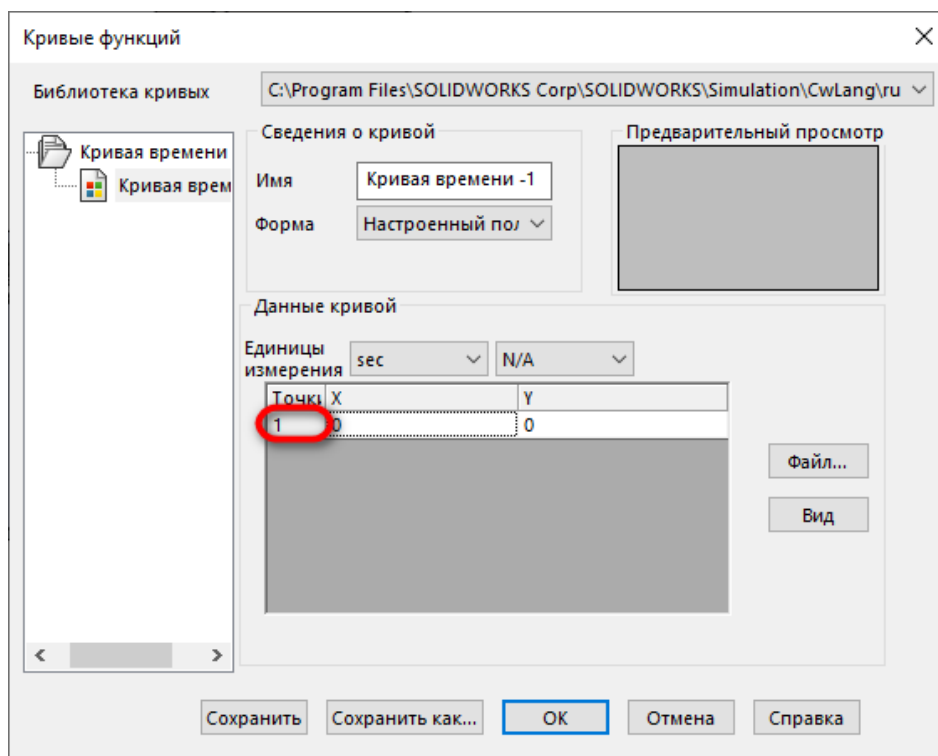 Кривые функций
Библиотека кривых
C:\Program Files\SOLIDWORKS Corp\SOLIDWORKS\Simulation\CwLang\ru
Кривая времени
Кривая врем
Сведения о кривой
Имя
Кривая времени -1
Форма
Настроенный пол
Предварительный просмотр
Данные кривой
Единицы
измерения
sec
N/A
Точки X Y
1 0 0
Файл...
Вид
Сохранить
Сохранить как...
OK
Отмена
Справка